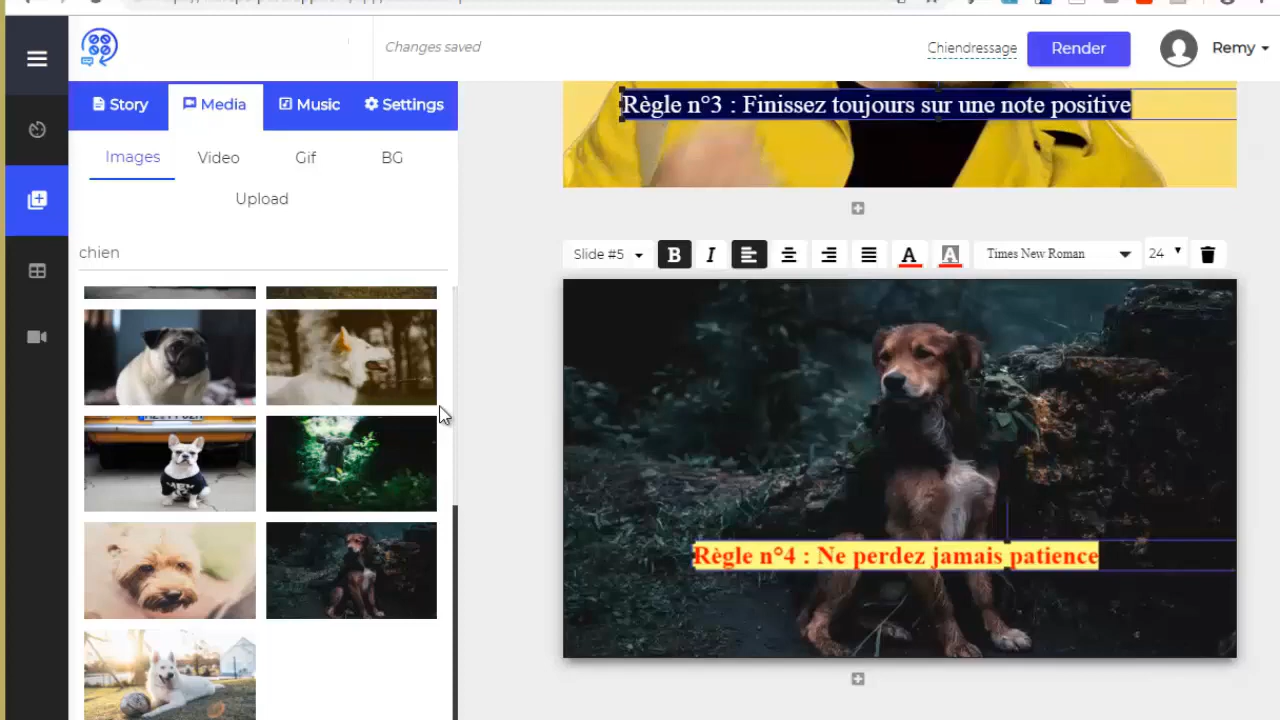 Changes saved
Chiendressage
Render
Remy
Story
Media
Music
Settings
Images
Video
Gif
BG
Upload
chien
Règle n°3 : Finissez toujours sur une note positive
Slide #5
B
I
A
A
Times New Roman
24
Règle n°4 : Ne perdez jamais patience